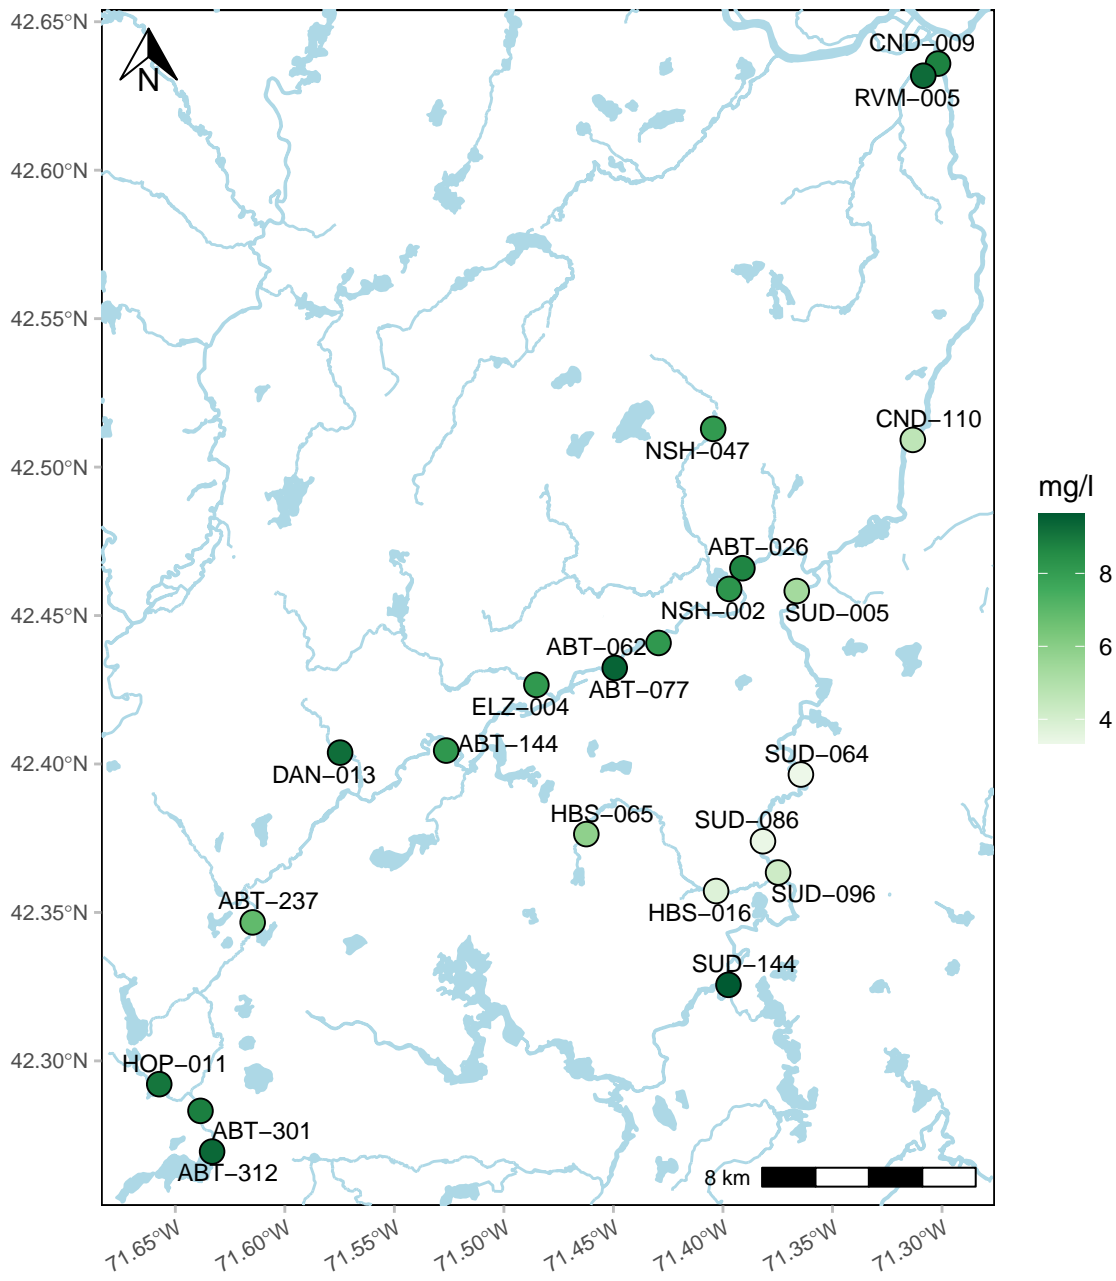 42.65°N
N
CND−009
RVM−005
42.60°N
42.55°N
CND−110
NSH−047
42.50°N
mg/l
ABT−026
8
NSH−002
SUD−005
42.45°N
ABT−062
6
ABT−077
ELZ−004
4
ABT−144
SUD−064
42.40°N
DAN−013
HBS−065
SUD−086
ABT−237
SUD−096
42.35°N
HBS−016
SUD−144
42.30°N
HOP−011
ABT−301
ABT−312
8 km
71.65°W
71.60°W
71.55°W
71.50°W
71.45°W
71.40°W
71.35°W
71.30°W